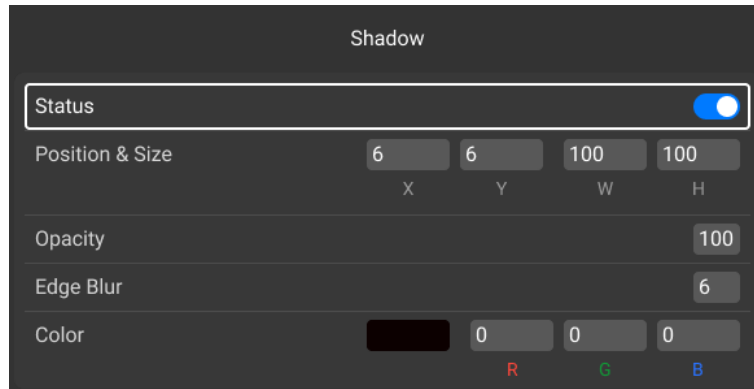 Shadow
Status
Position & Size 6 6 100 100
X Y W H
Opacity 100
Edge Blur 6
Color 0 0 0
R G B